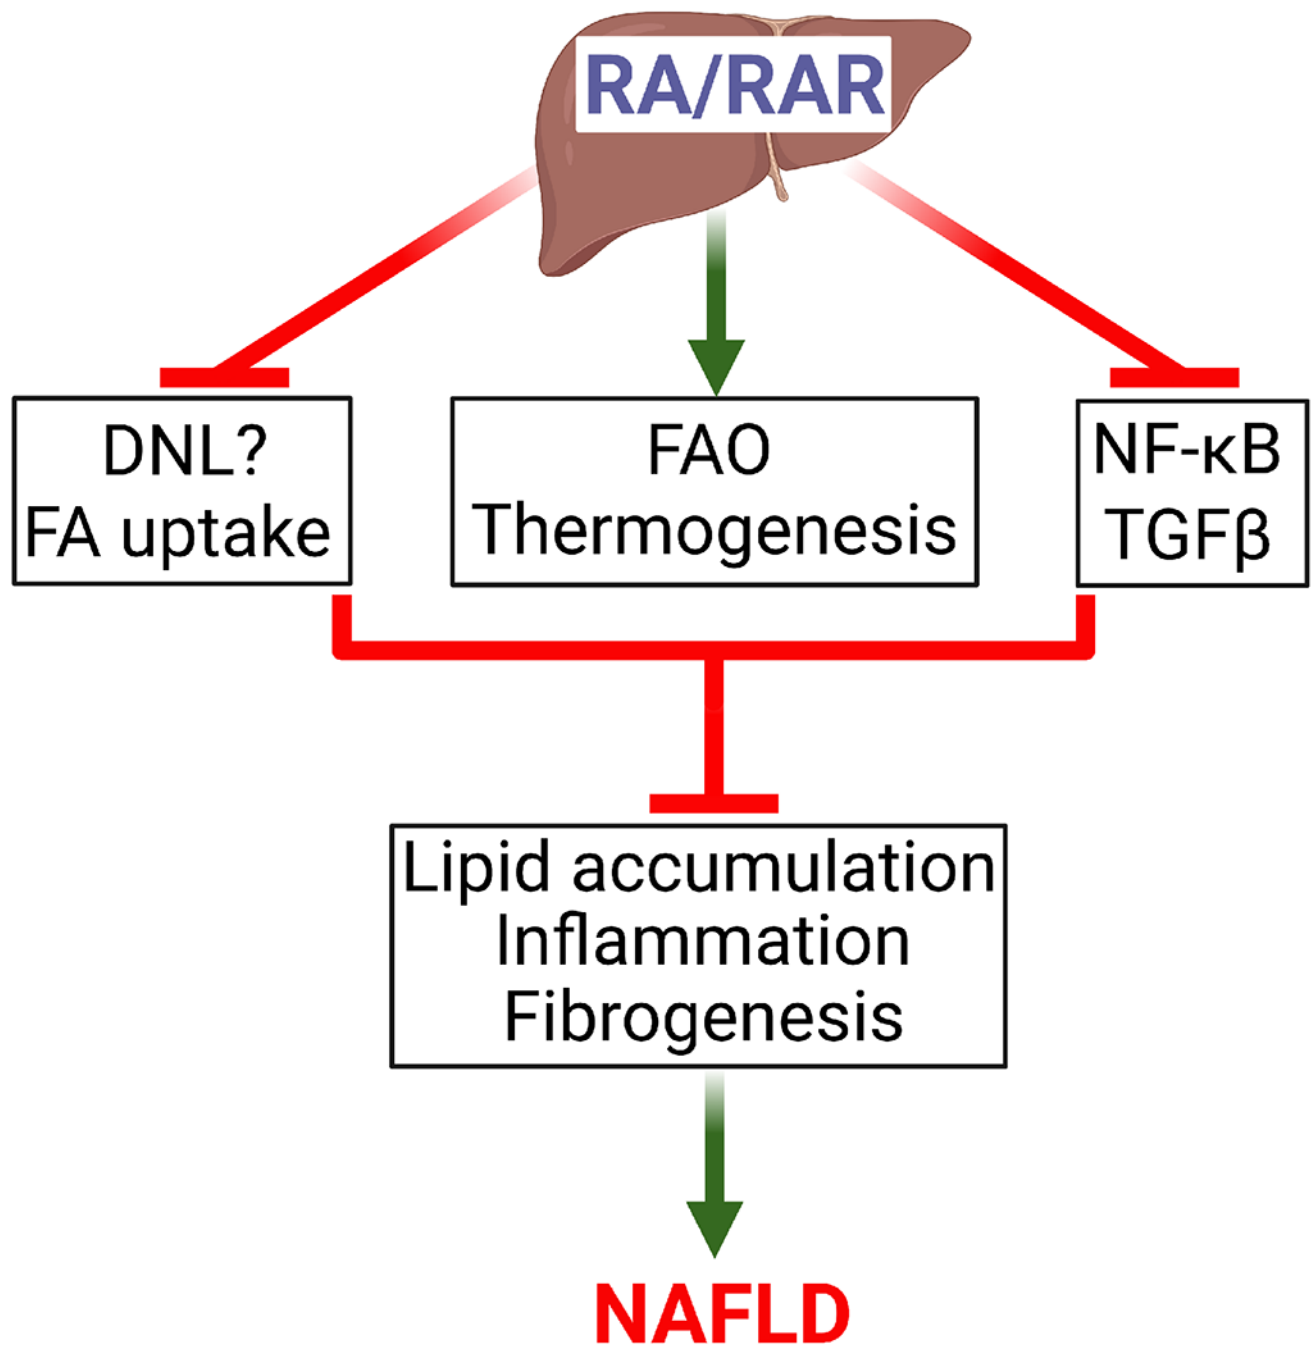 RA/RAR
DNL?
FA uptake
FAO
Thermogenesis
NF-κB
TGFβ
Lipid accumulation
Inflammation
Fibrogenesis
NAFLD